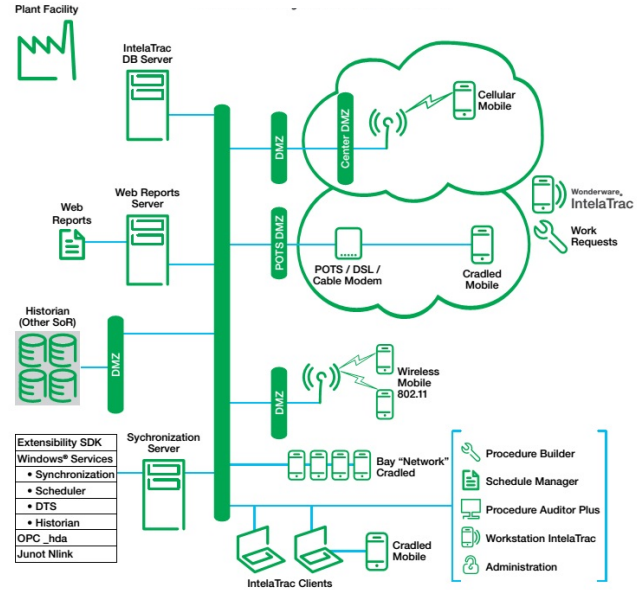 Plant Facility
IntelaTrac
DB Server
DMZ
Center DMZ
Cellular
Mobile
Web
Reports
Web Reports
Server
POTS DMZ
POTS / DSL /
Cable Modem
Cradled
Mobile
Wonderware®
IntelaTrac
Work
Requests
Historian
(Other SoR)
DMZ
DMZ
Wireless
Mobile
802.11
Extensibility SDK
Windows® Services
• Synchronization
• Scheduler
• DTS
• Historian
OPC _hda
Junot Nlink
Sychronization
Server
Bay “Network”
Cradled
IntelaTrac Clients
Cradled
Mobile
Procedure Builder
Schedule Manager
Procedure Auditor Plus
Workstation IntelaTrac
Administration